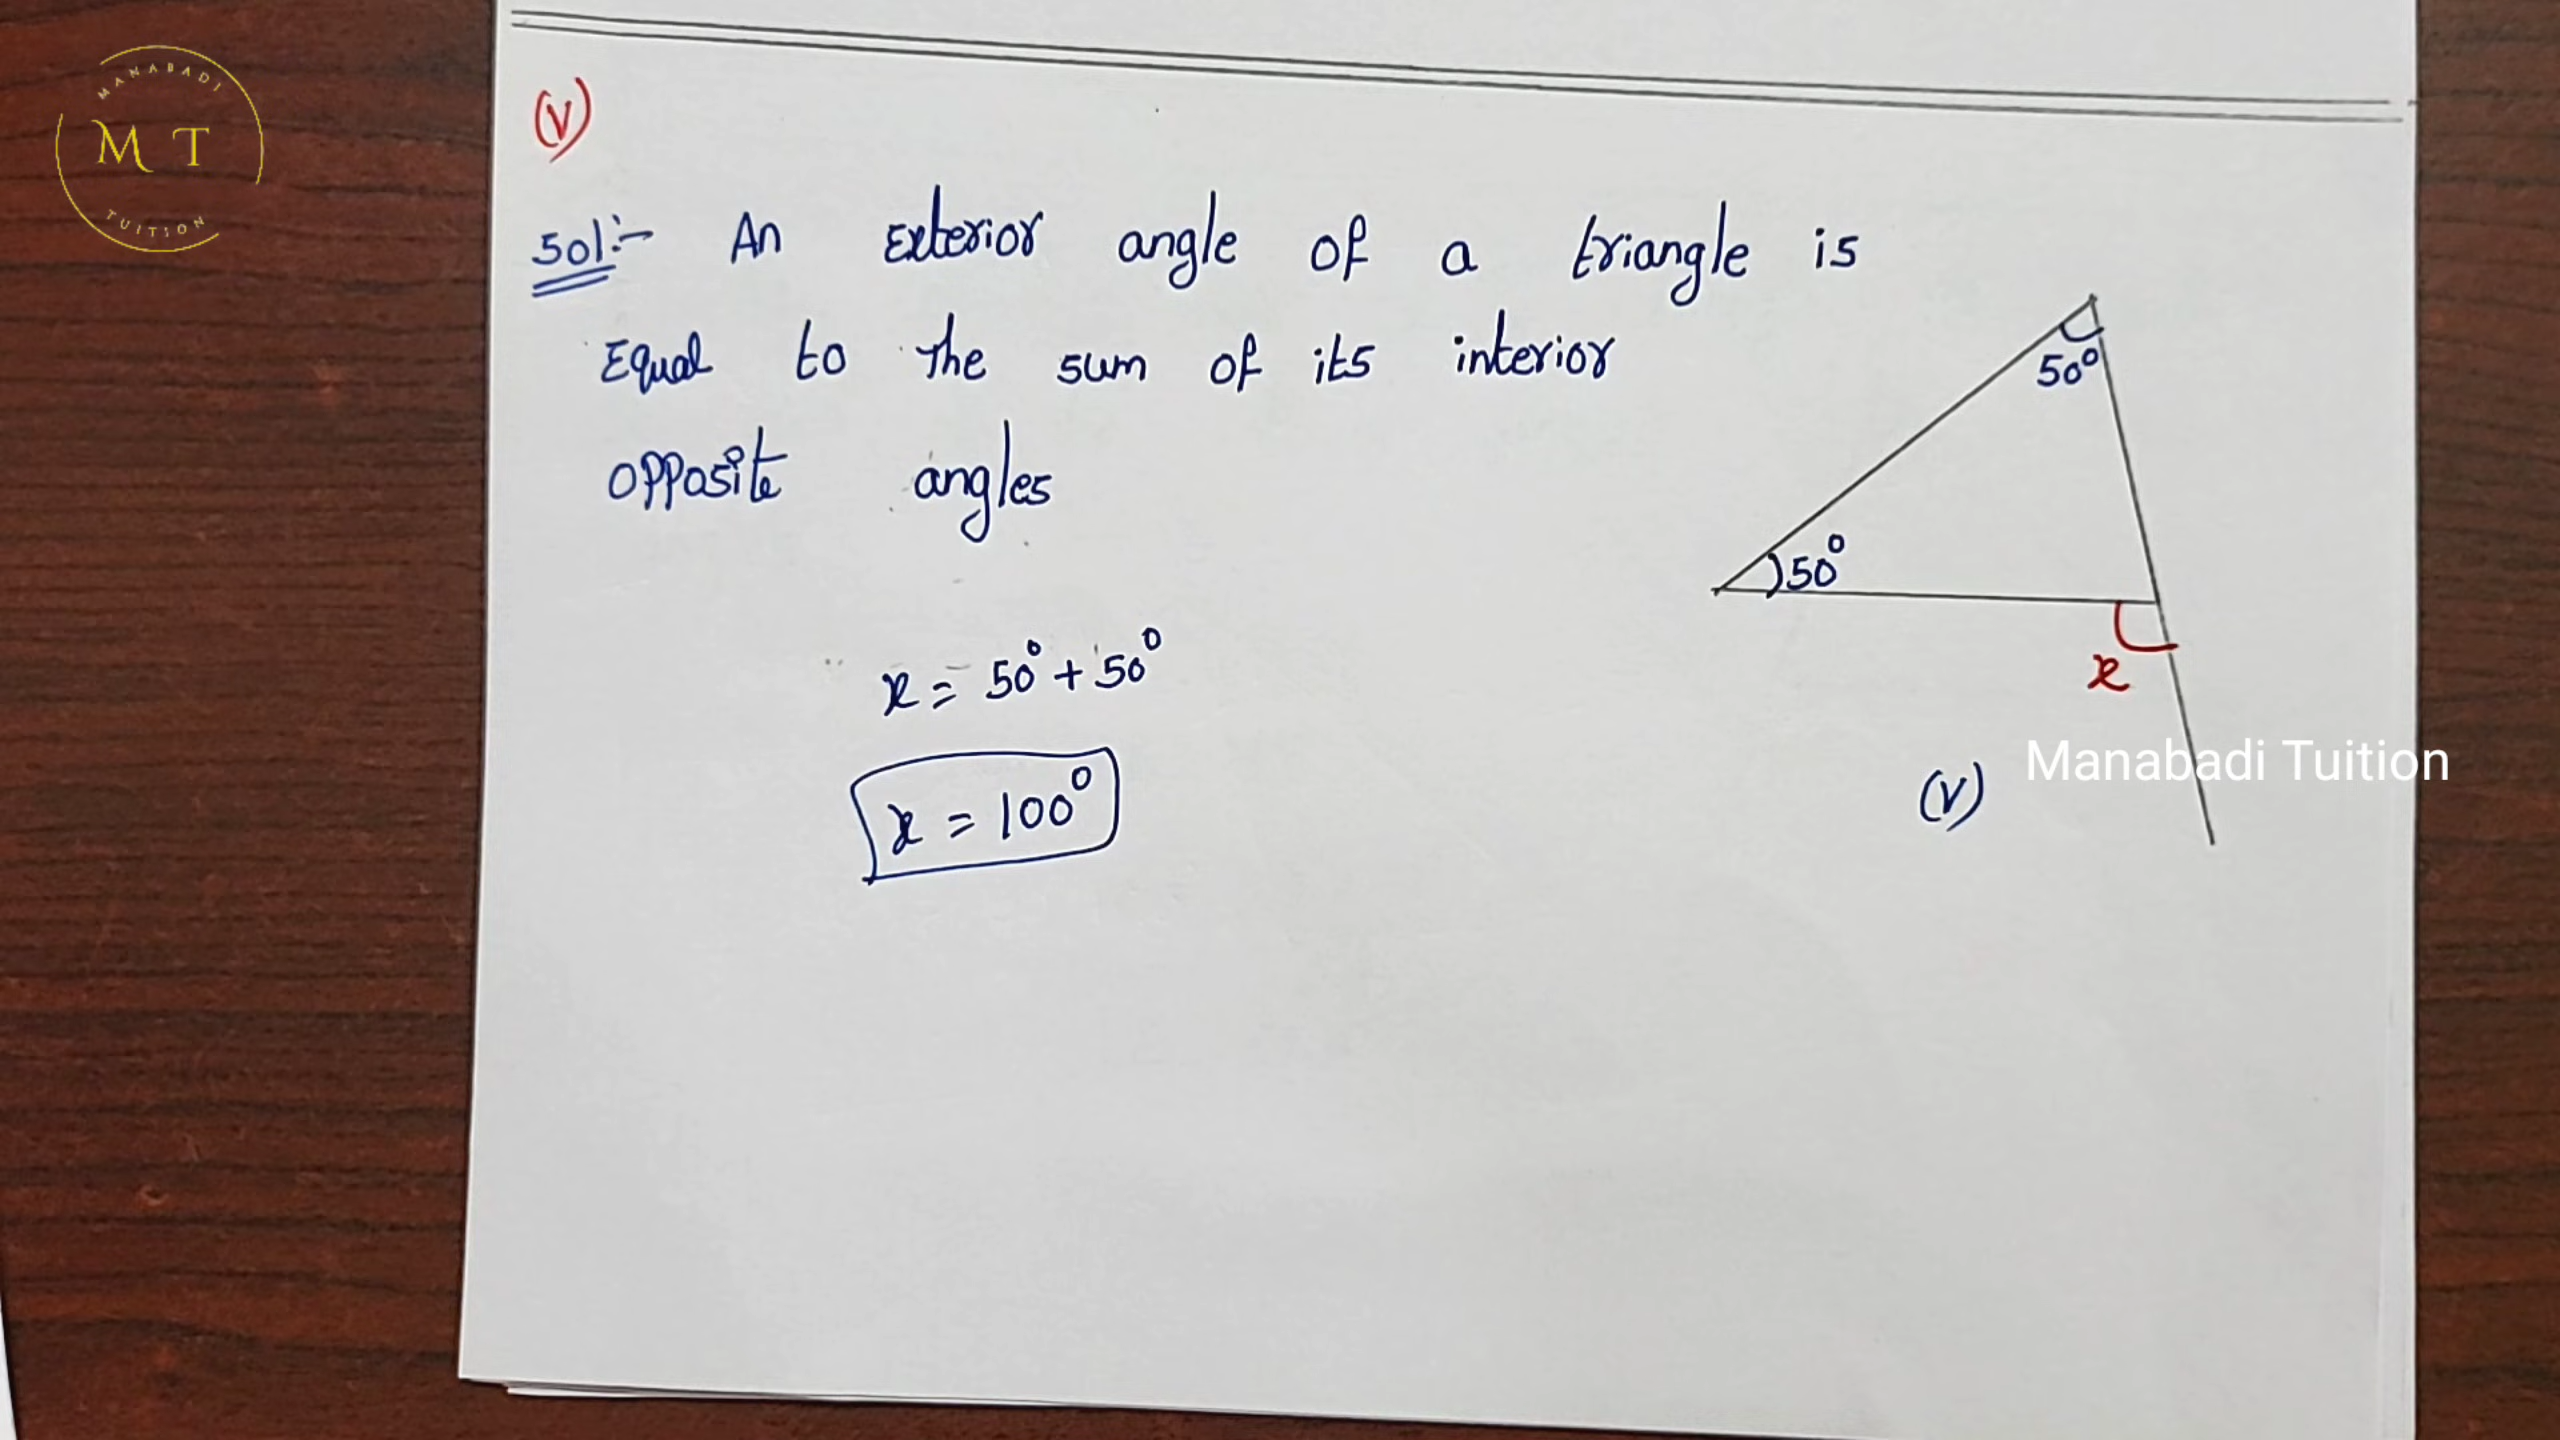 MANABADI
M T
TUITION
(V)
Sol:- An Exterior angle of a triangle is
Equal to the sum of its interior
opposite angles
x = 50° + 50°
x = 100°
50°
50°
x
(V)
Manabadi Tuition